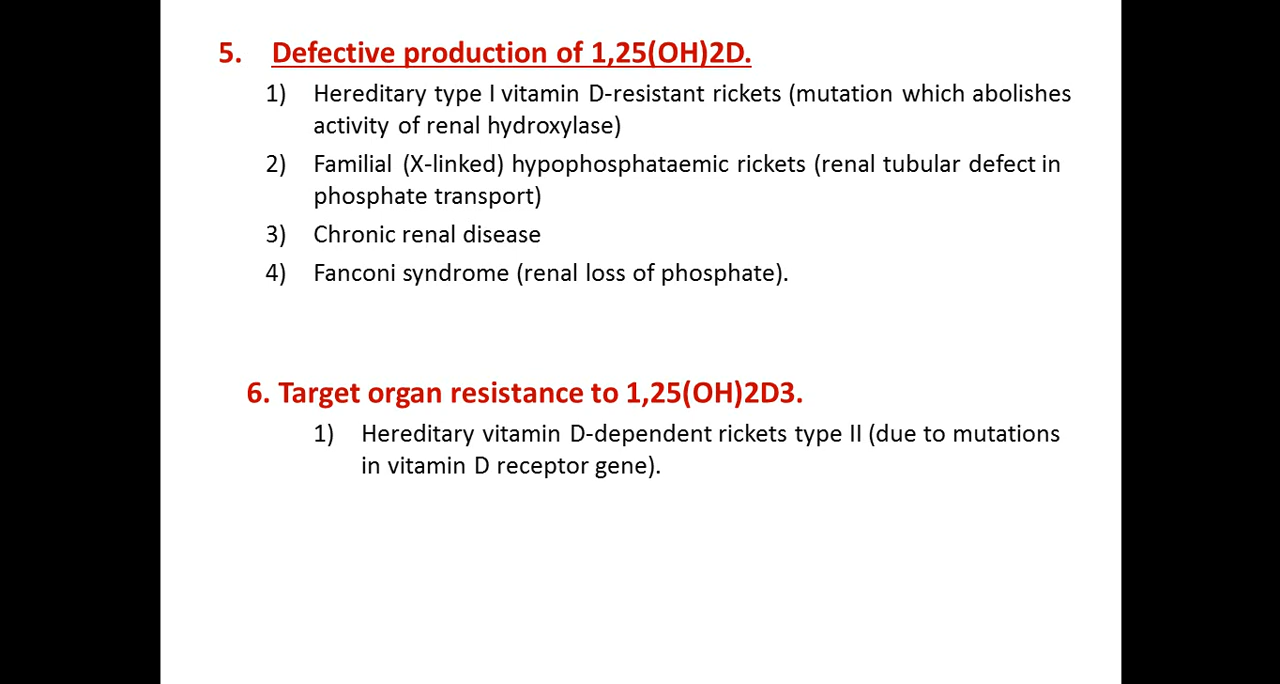 5. Defective production of 1,25(OH)2D.
1) Hereditary type I vitamin D-resistant rickets (mutation which abolishes
activity of renal hydroxylase)
2) Familial (X-linked) hypophosphataemic rickets (renal tubular defect in
phosphate transport)
3) Chronic renal disease
4) Fanconi syndrome (renal loss of phosphate).
6. Target organ resistance to 1,25(OH)2D3.
1) Hereditary vitamin D-dependent rickets type II (due to mutations
in vitamin D receptor gene).